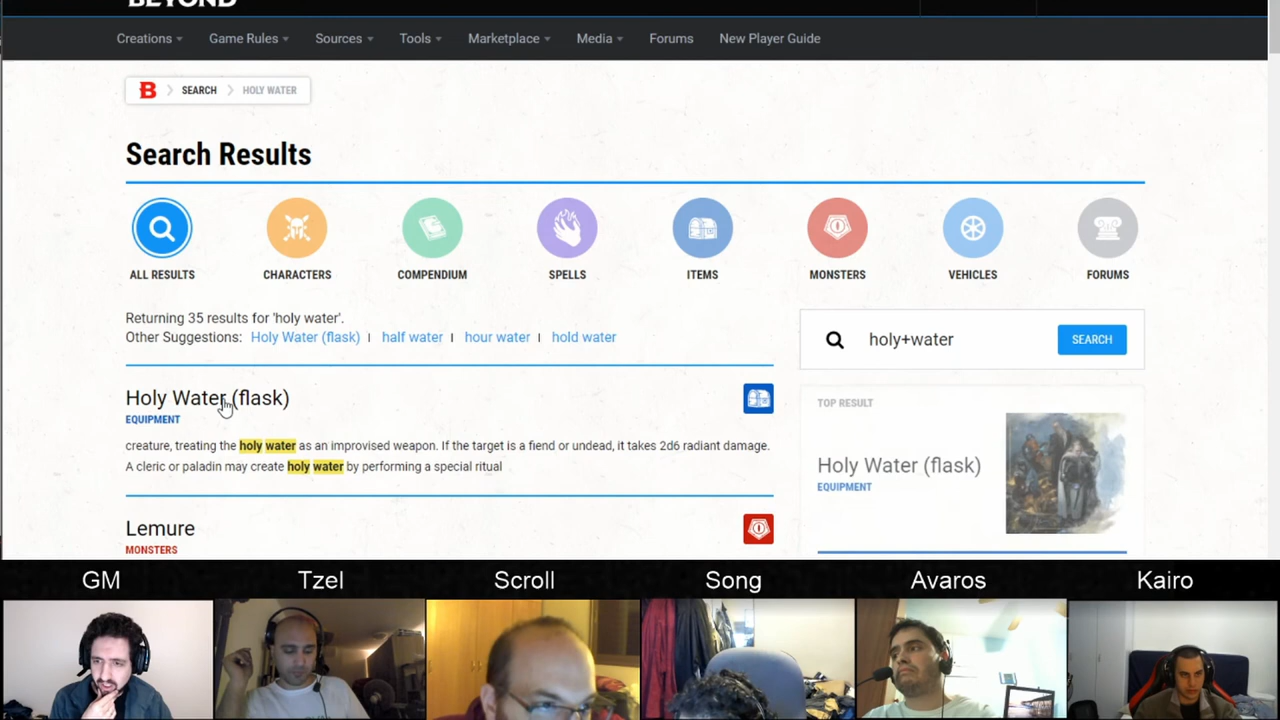 BEYOND
Creations Game Rules Sources Tools Marketplace Media Forums New Player Guide
B SEARCH HOLY WATER
Search Results
ALL RESULTS CHARACTERS COMPENDIUM SPELLS ITEMS MONSTERS VEHICLES FORUMS
Returning 35 results for 'holy water'.
Other Suggestions: Holy Water (flask) | half water | hour water | hold water
holy+water SEARCH
Holy Water (flask)
EQUIPMENT
creature, treating the holy water as an improvised weapon. If the target is a fiend or undead, it takes 2d6 radiant damage.
A cleric or paladin may create holy water by performing a special ritual
TOP RESULT
Holy Water (flask)
EQUIPMENT
Lemure
MONSTERS
GM Tzel Scroll Song Avaros Kairo